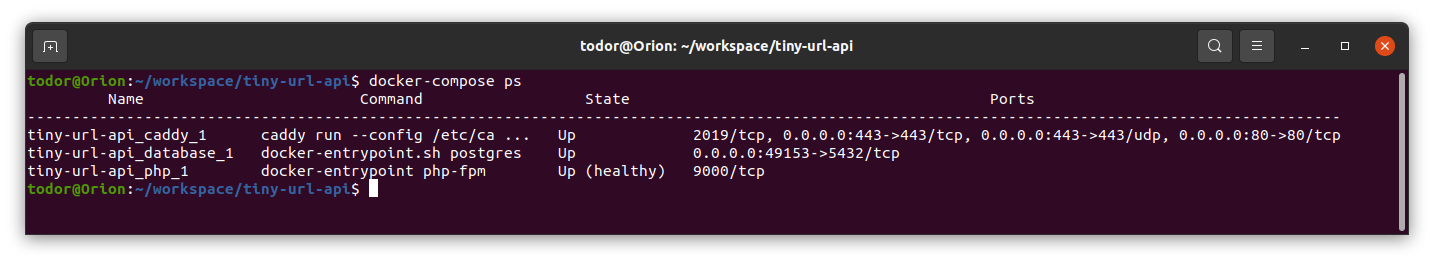 todor@Orion: ~/workspace/tiny-url-api
todor@Orion:~/workspace/tiny-url-api$ docker-compose ps
Name Command State Ports
--------------------------------------------------------------------------------------------------------------------------------------------------
tiny-url-api_caddy_1 caddy run --config /etc/ca ... Up 2019/tcp, 0.0.0.0:443->443/tcp, 0.0.0.0:443->443/udp, 0.0.0.0:80->80/tcp
tiny-url-api_database_1 docker-entrypoint.sh postgres Up 0.0.0.0:49153->5432/tcp
tiny-url-api_php_1 docker-entrypoint php-fpm Up (healthy) 9000/tcp
todor@Orion:~/workspace/tiny-url-api$